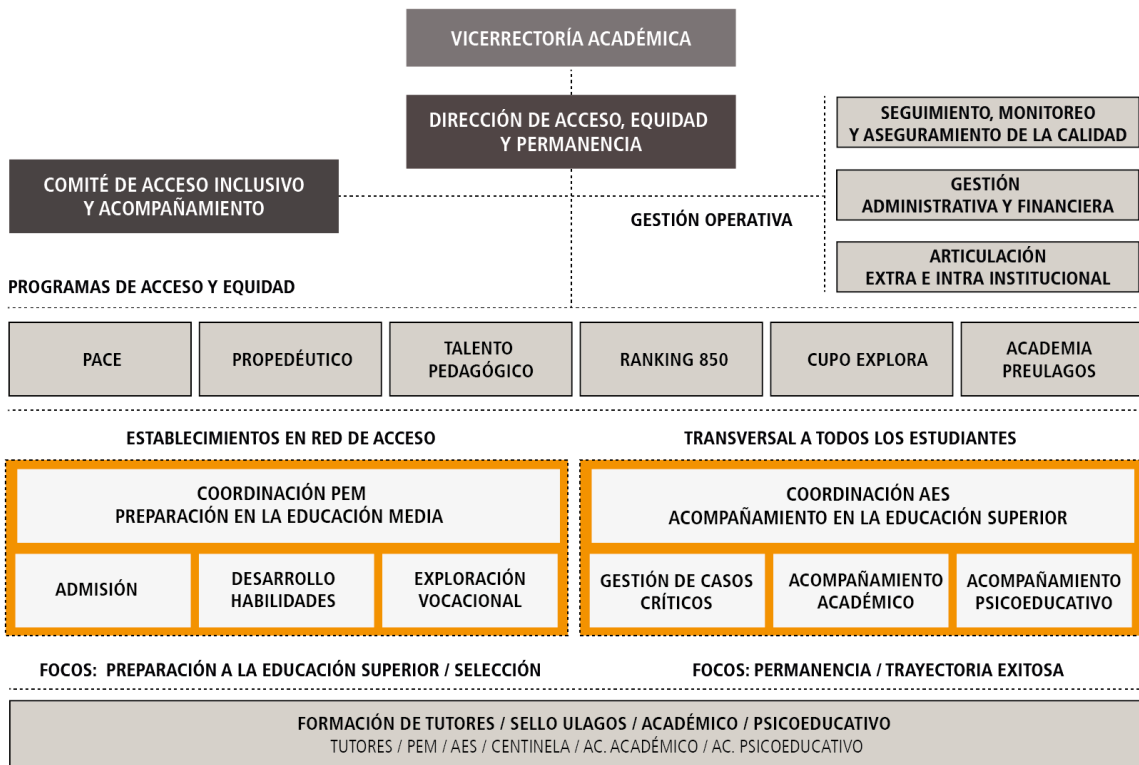 VICERRECTORÍA ACADÉMICA
DIRECCIÓN DE ACCESO, EQUIDAD
Y PERMANENCIA
COMITÉ DE ACCESO INCLUSIVO
Y ACOMPAÑAMIENTO
GESTIÓN OPERATIVA
SEGUIMIENTO, MONITOREO
Y ASEGURAMIENTO DE LA CALIDAD
GESTIÓN
ADMINISTRATIVA Y FINANCIERA
ARTICULACIÓN
EXTRA E INTRA INSTITUCIONAL
PROGRAMAS DE ACCESO Y EQUIDAD
PACE
PROPEDÉUTICO
TALENTO
PEDAGÓGICO
RANKING 850
CUPO EXPLORA
ACADEMIA
PREULAGOS
ESTABLECIMIENTOS EN RED DE ACCESO
COORDINACIÓN PEM
PREPARACIÓN EN LA EDUCACIÓN MEDIA
ADMISIÓN
DESARROLLO
HABILIDADES
EXPLORACIÓN
VOCACIONAL
FOCOS: PREPARACIÓN A LA EDUCACIÓN SUPERIOR / SELECCIÓN
TRANSVERSAL A TODOS LOS ESTUDIANTES
COORDINACIÓN AES
ACOMPAÑAMIENTO EN LA EDUCACIÓN SUPERIOR
GESTIÓN DE CASOS
CRÍTICOS
ACOMPAÑAMIENTO
ACADÉMICO
ACOMPAÑAMIENTO
PSICOEDUCATIVO
FOCOS: PERMANENCIA / TRAYECTORIA EXITOSA
FORMACIÓN DE TUTORES / SELLO ULAGOS / ACADÉMICO / PSICOEDUCATIVO
TUTORES / PEM / AES / CENTINELA / AC. ACADÉMICO / AC. PSICOEDUCATIVO